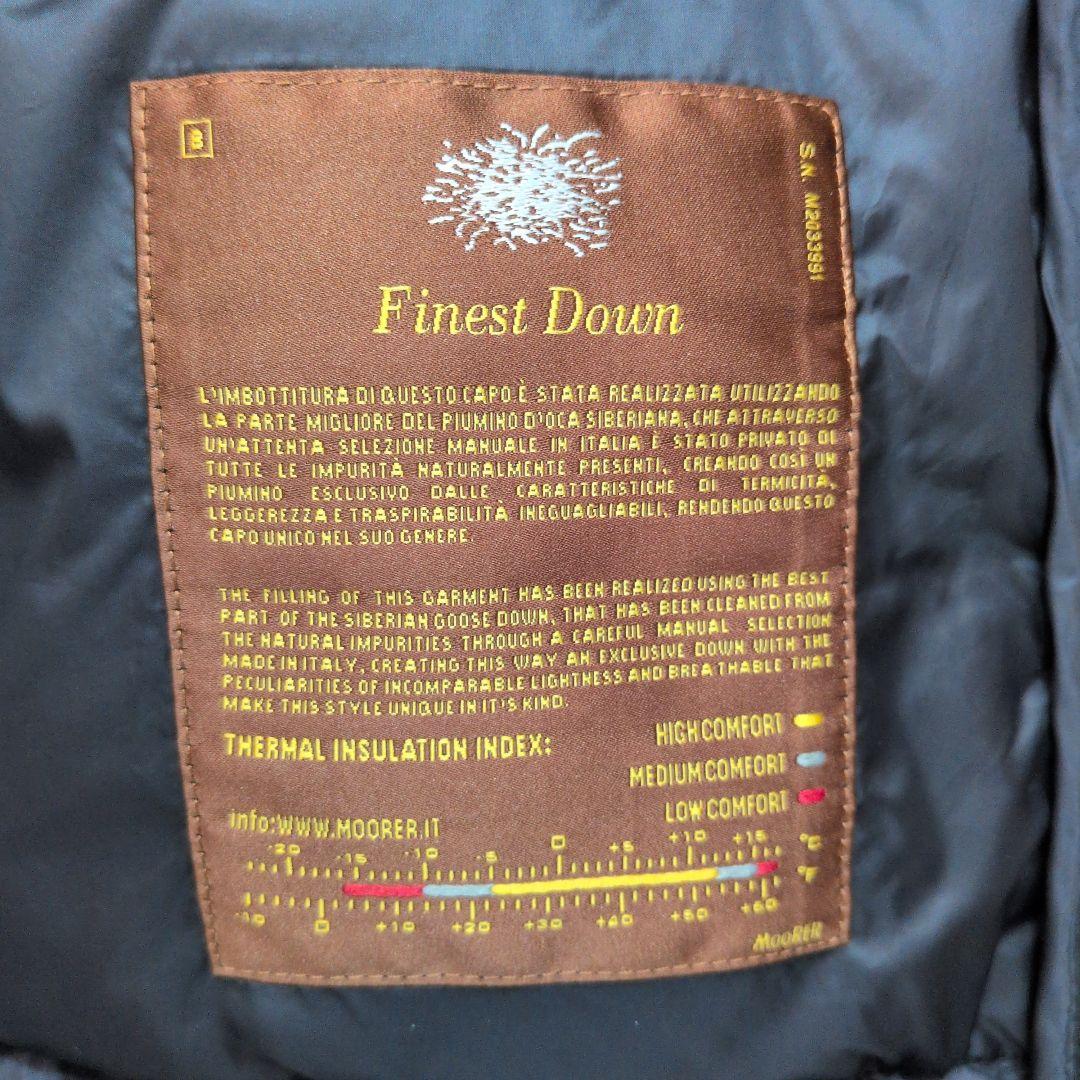 S.N. M2033991
Finest Down
L'IMBOTTITURA DI QUESTO CAPO È STATA REALIZZATA UTILIZZANDO
LA PARTE MIGLIORE DEL PIUMINO D'OCA SIBERIANA, CHE ATTRAVERSO
UN'ATTENTA SELEZIONE MANUALE IN ITALIA È STATO PRIVATO DI
TUTTE LE IMPURITÀ NATURALMENTE PRESENTI, CREANDO COSÌ UN
PIUMINO ESCLUSIVO DALLE CARATTERISTICHE DI TERMICITÀ,
LEGGEREZZA E TRASPIRABILITÀ INEGUAGLIABILI, RENDENDO QUESTO
CAPO UNICO NEL SUO GENERE.
THE FILLING OF THIS GARMENT HAS BEEN REALIZED USING THE BEST
PART OF THE SIBERIAN GOOSE DOWN, THAT HAS BEEN CLEANED FROM
THE NATURAL IMPURITIES THROUGH A CAREFUL MANUAL SELECTION
MADE IN ITALY, CREATING THIS WAY AN EXCLUSIVE DOWN WITH THE
PECULIARITIES OF INCOMPARABLE LIGHTNESS AND BREATHABLE THAT
MAKE THIS STYLE UNIQUE IN IT'S KIND.
THERMAL INSULATION INDEX:
HIGH COMFORT
MEDIUM COMFORT
LOW COMFORT
info:WWW.MOORER.IT
-20 -15 -10 -5 0 +5 +10 +15 °C
-10 0 +10 +20 +30 +40 +50 +60 °F
MOORER